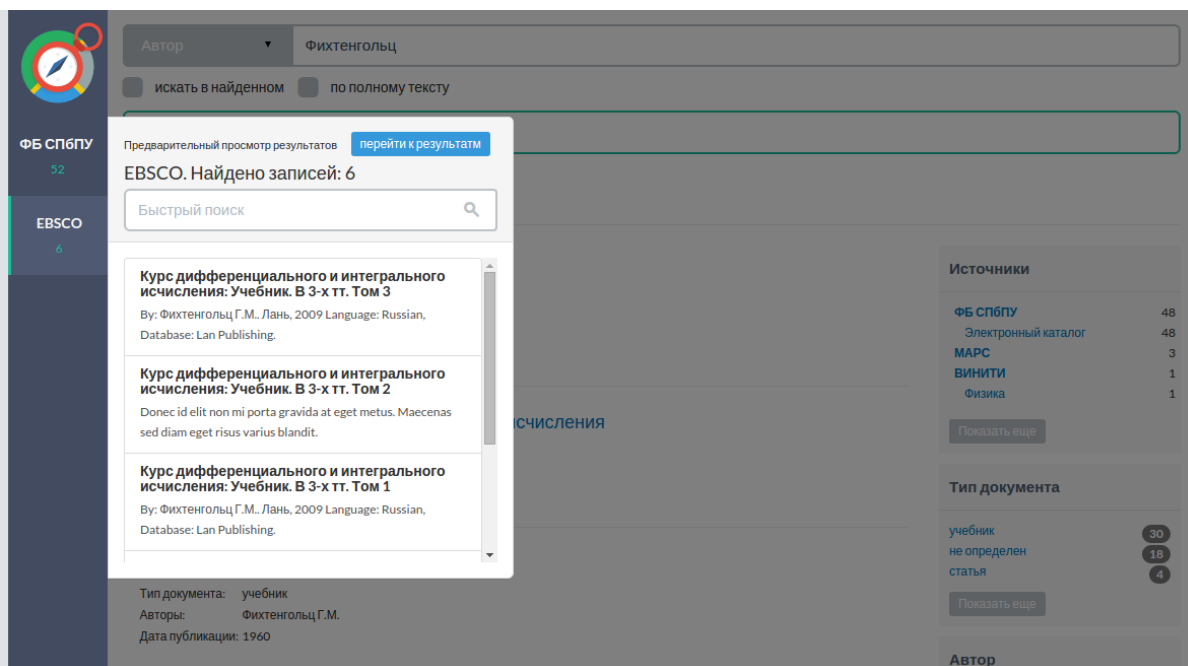 Автор
Фихтенгольц
искать в найденном
по полному тексту
ФБ СПбПУ
52
EBSCO
6
Предварительный просмотр результатов
перейти к результатм
EBSCO. Найдено записей: 6
Быстрый поиск
Курс дифференциального и интегрального
исчисления: Учебник. В 3-х тт. Том 3
By: Фихтенгольц Г.М.. Лань, 2009 Language: Russian,
Database: Lan Publishing.
Курс дифференциального и интегрального
исчисления: Учебник. В 3-х тт. Том 2
Donec id elit non mi porta gravida at eget metus. Maecenas
sed diam eget risus varius blandit.
Курс дифференциального и интегрального
исчисления: Учебник. В 3-х тт. Том 1
By: Фихтенгольц Г.М.. Лань, 2009 Language: Russian,
Database: Lan Publishing.
исчисления
Тип документа: учебник
Авторы: Фихтенгольц Г.М.
Дата публикации: 1960
Источники
ФБ СПбПУ 48
Электронный каталог 48
МАРС 3
ВИНИТИ 1
Физика 1
Показать еще
Тип документа
учебник 30
не определен 18
статья 4
Показать еще
Автор